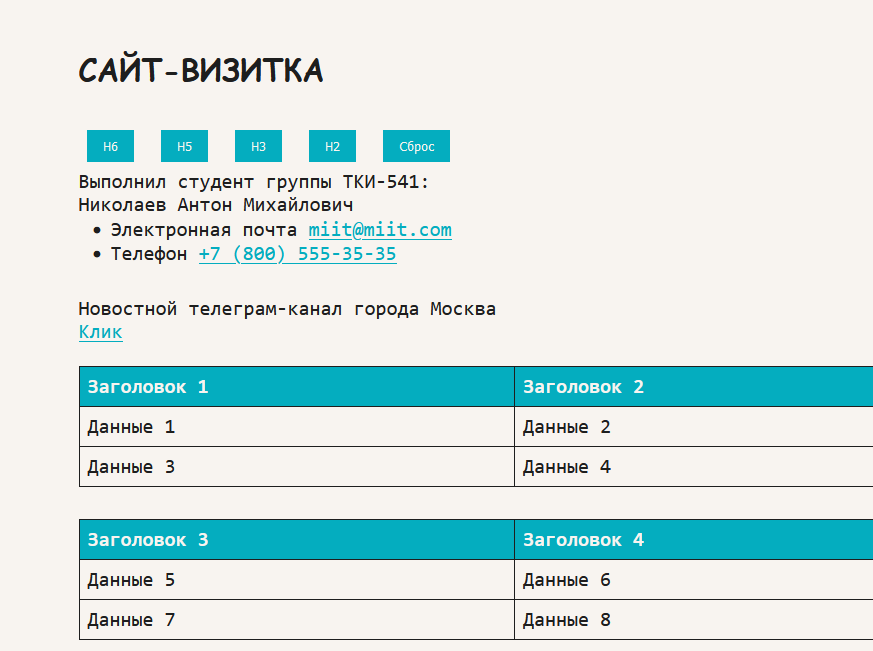 САЙТ-ВИЗИТКА
H6 H5 H3 H2 Сброс
Выполнил студент группы ТКИ-541:
Николаев Антон Михайлович
• Электронная почта miit@miit.com
• Телефон +7 (800) 555-35-35
Новостной телеграм-канал города Москва
Клик
Заголовок 1 Заголовок 2
Данные 1 Данные 2
Данные 3 Данные 4
Заголовок 3 Заголовок 4
Данные 5 Данные 6
Данные 7 Данные 8